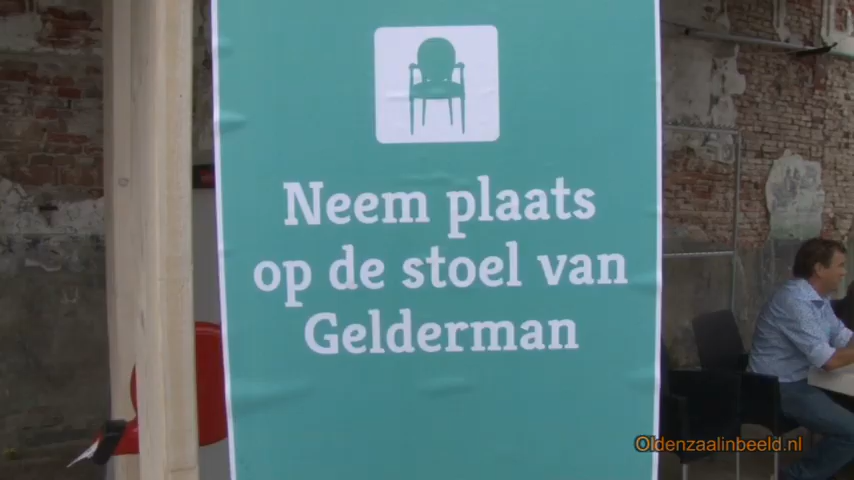 Neem plaats
op de stoel van
Gelderman
Oldenzaalinbeeld.nl